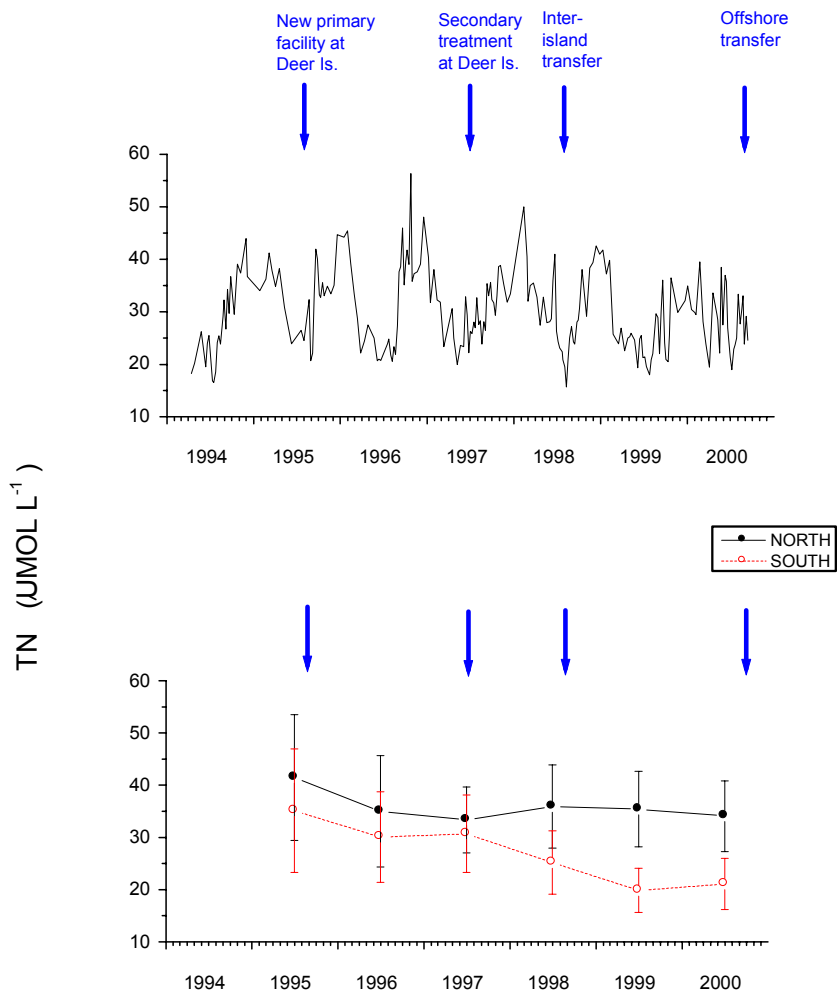 New primary facility at Deer Is.
Secondary treatment at Deer Is.
Inter-island transfer
Offshore transfer
60
50
40
30
20
10
1994 1995 1996 1997 1998 1999 2000
TN (µMOL L-1)
NORTH
SOUTH
60
50
40
30
20
10
1994 1995 1996 1997 1998 1999 2000